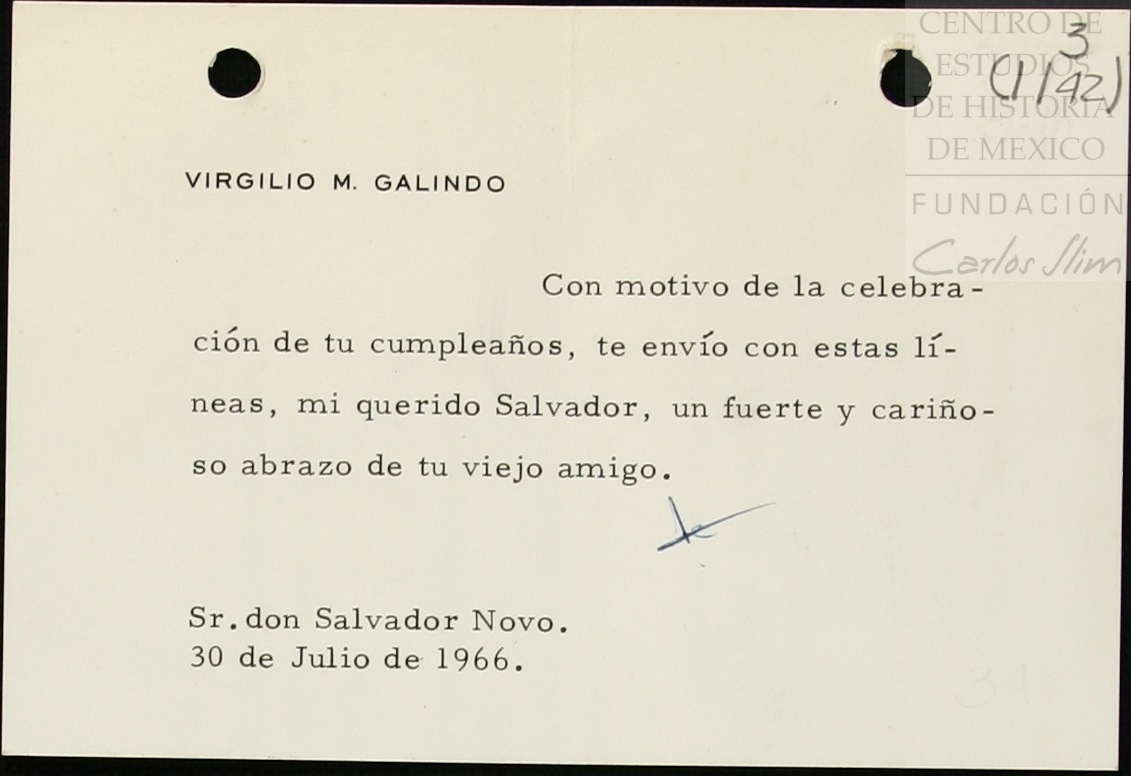 CENTRO DE
ESTUDIOS
DE HISTORIA
DE MEXICO
FUNDACIÓN
Carlos Slim
3
(1/42)
VIRGILIO M. GALINDO
Con motivo de la celebra-
ción de tu cumpleaños, te envío con estas lí-
neas, mi querido Salvador, un fuerte y cariño-
so abrazo de tu viejo amigo.
Sr. don Salvador Novo.
30 de Julio de 1966.